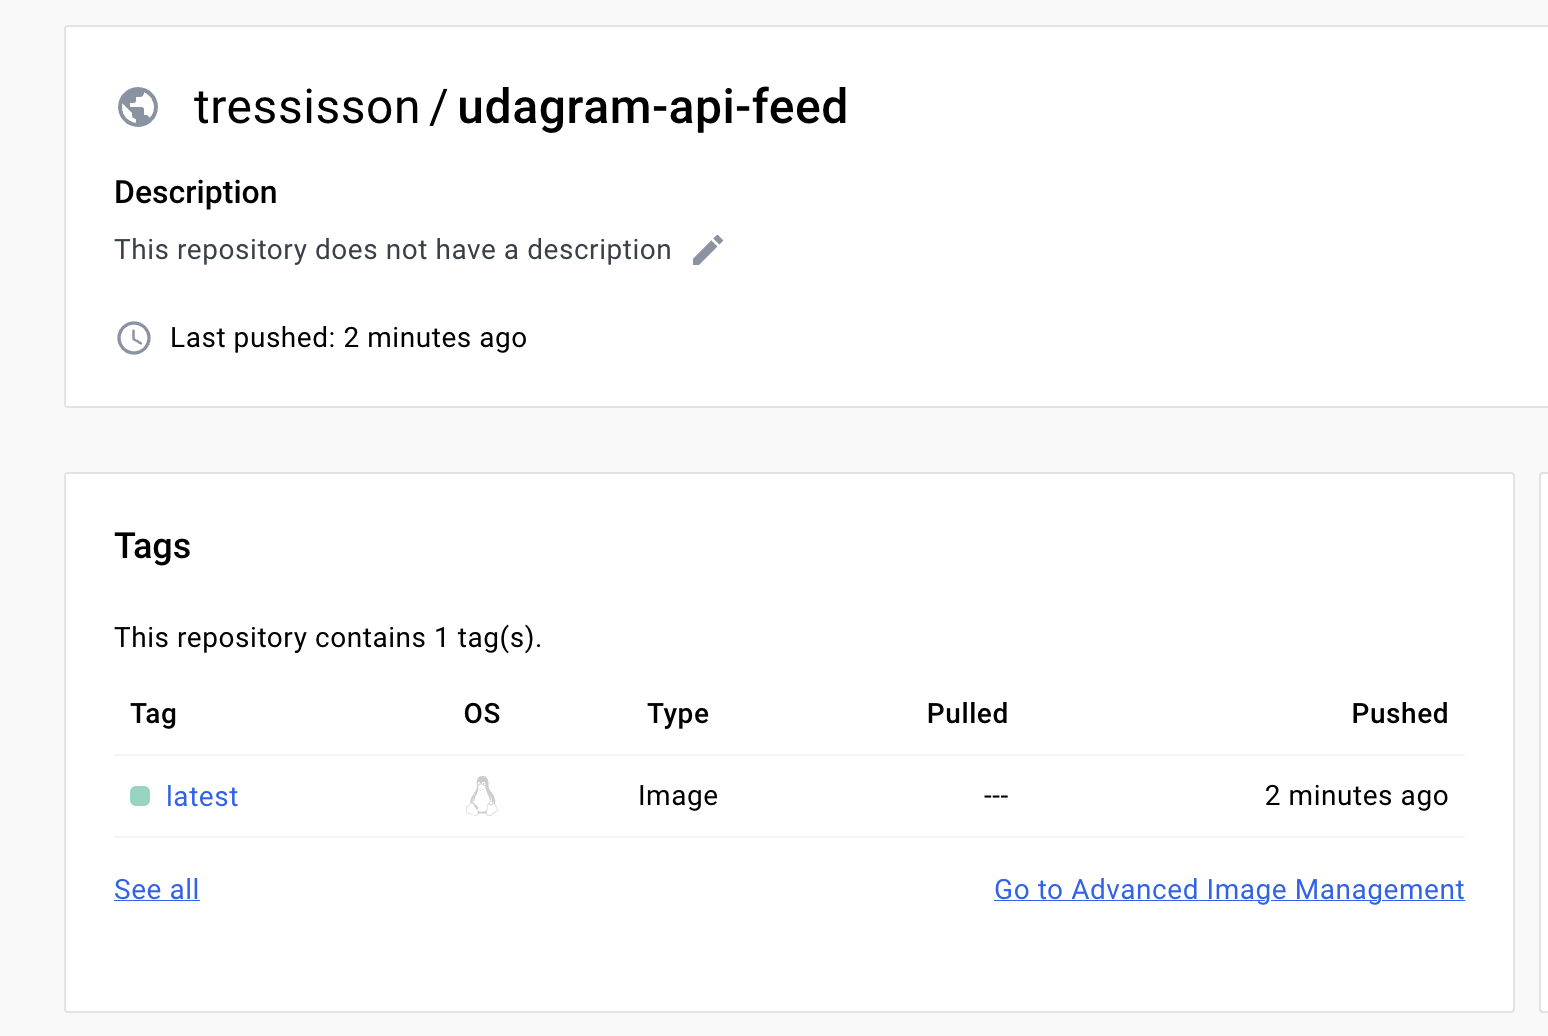 tressisson / udagram-api-feed
Description
This repository does not have a description
Last pushed: 2 minutes ago
Tags
This repository contains 1 tag(s).
Tag OS Type Pulled Pushed
latest Image --- 2 minutes ago
See all Go to Advanced Image Management